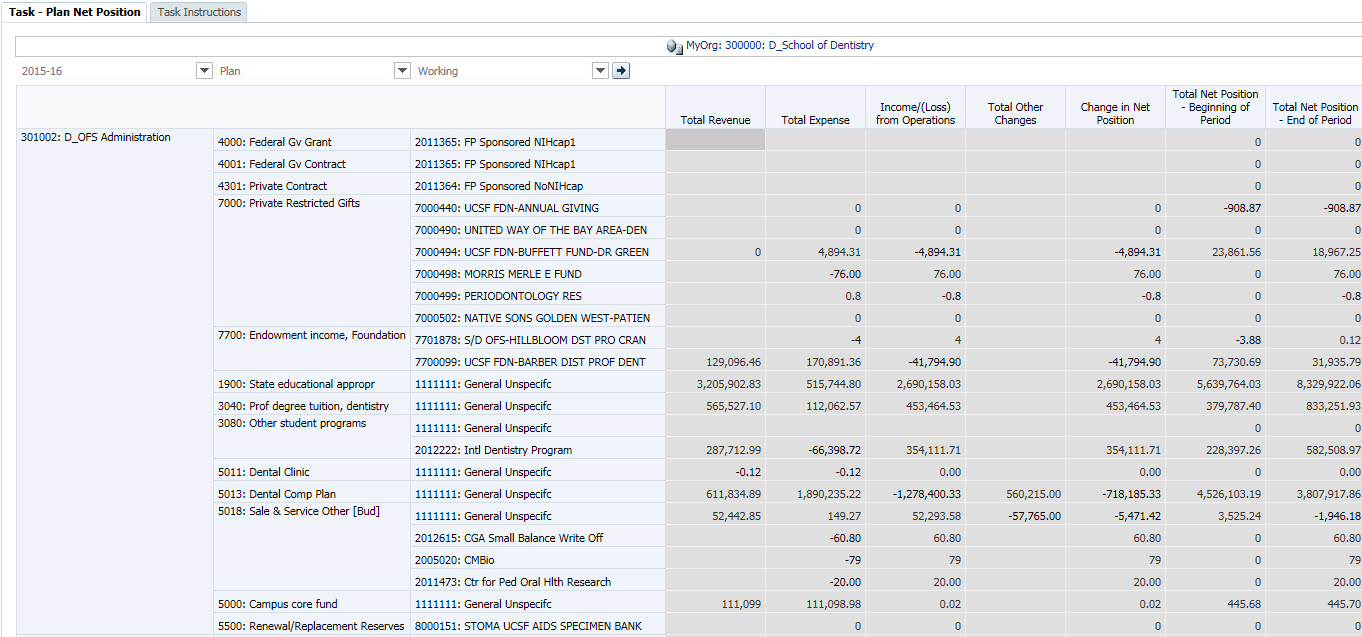 Task - Plan Net Position Task Instructions
MyOrg: 300000: D_School of Dentistry
2015-16 Plan Working
Total Revenue Total Expense Income/(Loss) from Operations Total Other Changes Change in Net Position Total Net Position - Beginning of Period Total Net Position - End of Period
301002: D_OFS Administration 4000: Federal Gv Grant 2011365: FP Sponsored NIHcap1 0 0
4001: Federal Gv Contract 2011365: FP Sponsored NIHcap1 0 0
4301: Private Contract 2011364: FP Sponsored NoNIHcap 0 0
7000: Private Restricted Gifts 7000440: UCSF FDN-ANNUAL GIVING 0 0 0 -908.87 -908.87
7000490: UNITED WAY OF THE BAY AREA-DEN 0 0 0 0 0
7000494: UCSF FDN-BUFFETT FUND-DR GREEN 0 4,894.31 -4,894.31 -4,894.31 23,861.56 18,967.25
7000498: MORRIS MERLE E FUND -76.00 76.00 76.00 0 76.00
7000499: PERIODONTOLOGY RES 0.8 -0.8 -0.8 0 -0.8
7000502: NATIVE SONS GOLDEN WEST-PATIEN 0 0 0 0 0
7700: Endowment income, Foundation 7701878: S/D OFS-HILLBLOOM DST PRO CRAN -4 4 4 -3.88 0.12
7700099: UCSF FDN-BARBER DIST PROF DENT 129,096.46 170,891.36 -41,794.90 -41,794.90 73,730.69 31,935.79
1900: State educational appropr 1111111: General Unspecifc 3,205,902.83 515,744.80 2,690,158.03 2,690,158.03 5,639,764.03 8,329,922.06
3040: Prof degree tuition, dentistry 1111111: General Unspecifc 565,527.10 112,062.57 453,464.53 453,464.53 379,787.40 833,251.93
3080: Other student programs 1111111: General Unspecifc 0 0
2012222: Intl Dentistry Program 287,712.99 -66,398.72 354,111.71 354,111.71 228,397.26 582,508.97
5011: Dental Clinic 1111111: General Unspecifc -0.12 -0.12 0.00 0.00 0 0.00
5013: Dental Comp Plan 1111111: General Unspecifc 611,834.89 1,890,235.22 -1,278,400.33 560,215.00 -718,185.33 4,526,103.19 3,807,917.86
5018: Sale & Service Other [Bud] 1111111: General Unspecifc 52,442.85 149.27 52,293.58 -57,765.00 -5,471.42 3,525.24 -1,946.18
2012615: CGA Small Balance Write Off -60.80 60.80 60.80 0 60.80
2005020: CMBio -79 79 79 0 79
2011473: Ctr for Ped Oral Hlth Research -20.00 20.00 20.00 0 20.00
5000: Campus core fund 1111111: General Unspecifc 111,099 111,098.98 0.02 0.02 445.68 445.70
5500: Renewal/Replacement Reserves 8000151: STOMA UCSF AIDS SPECIMEN BANK 0 0 0 0 0